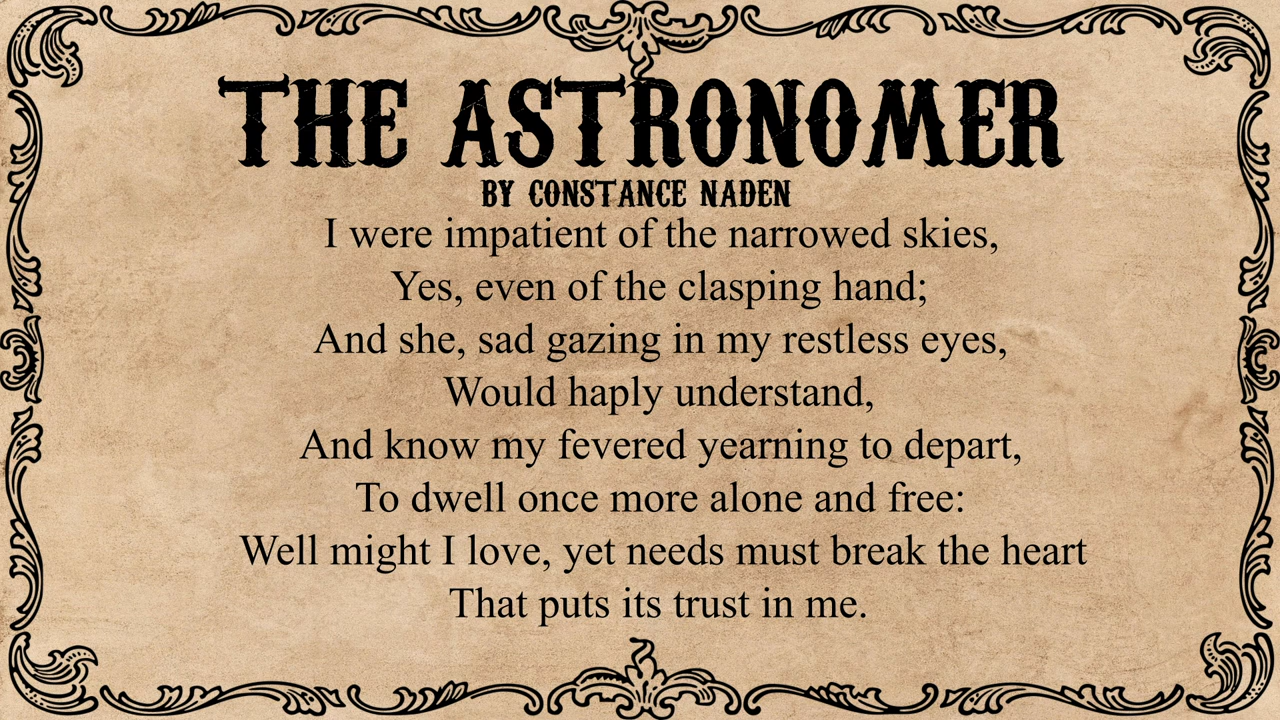 THE ASTRONOMER
BY CONSTANCE NADEN
I were impatient of the narrowed skies,
Yes, even of the clasping hand;
And she, sad gazing in my restless eyes,
Would haply understand,
And know my fevered yearning to depart,
To dwell once more alone and free:
Well might I love, yet needs must break the heart
That puts its trust in me.